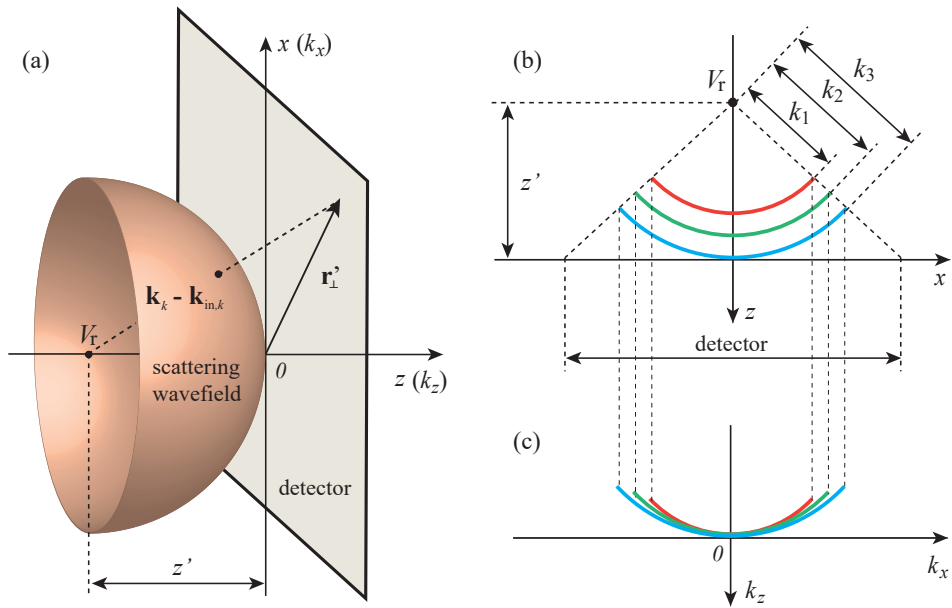 (a)
x (kx)
kk - kin,k
r'⊥
Vr
scattering
wavefield
0
z (kz)
detector
z’
(b)
Vr
k1
k2
k3
z’
x
z
detector
(c)
0
kx
kz